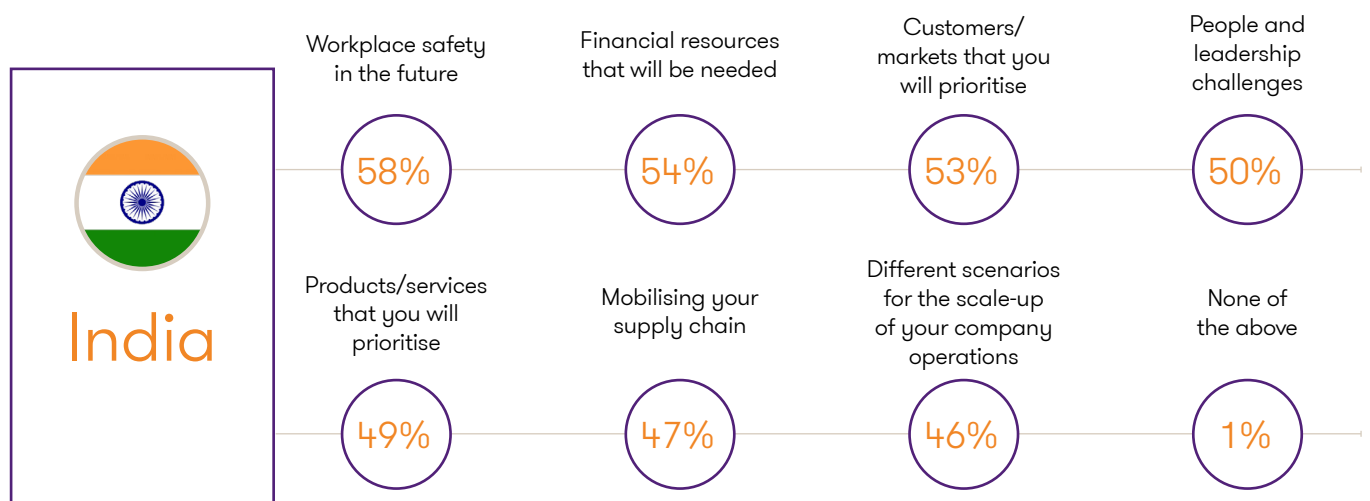 India
Workplace safety
in the future
58%
Financial resources
that will be needed
54%
Customers/
markets that you
will prioritise
53%
People and
leadership
challenges
50%
Products/services
that you will
prioritise
49%
Mobilising your
supply chain
47%
Different scenarios
for the scale-up
of your company
operations
46%
None of
the above
1%